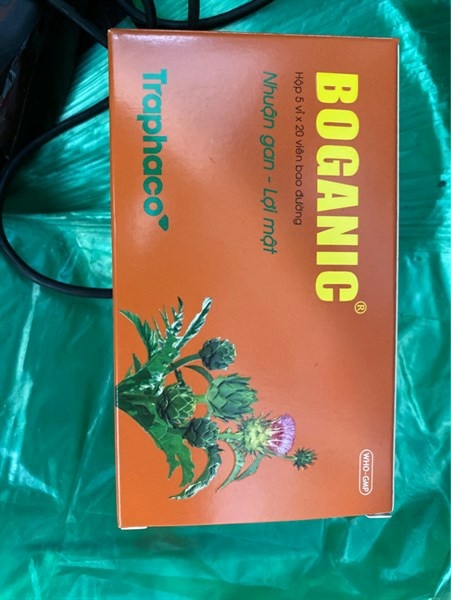 BOGANIC®
Hộp 5 vỉ x 20 viên bao đường
Nhuận gan - Lợi mật
Traphaco
WHO-GMP